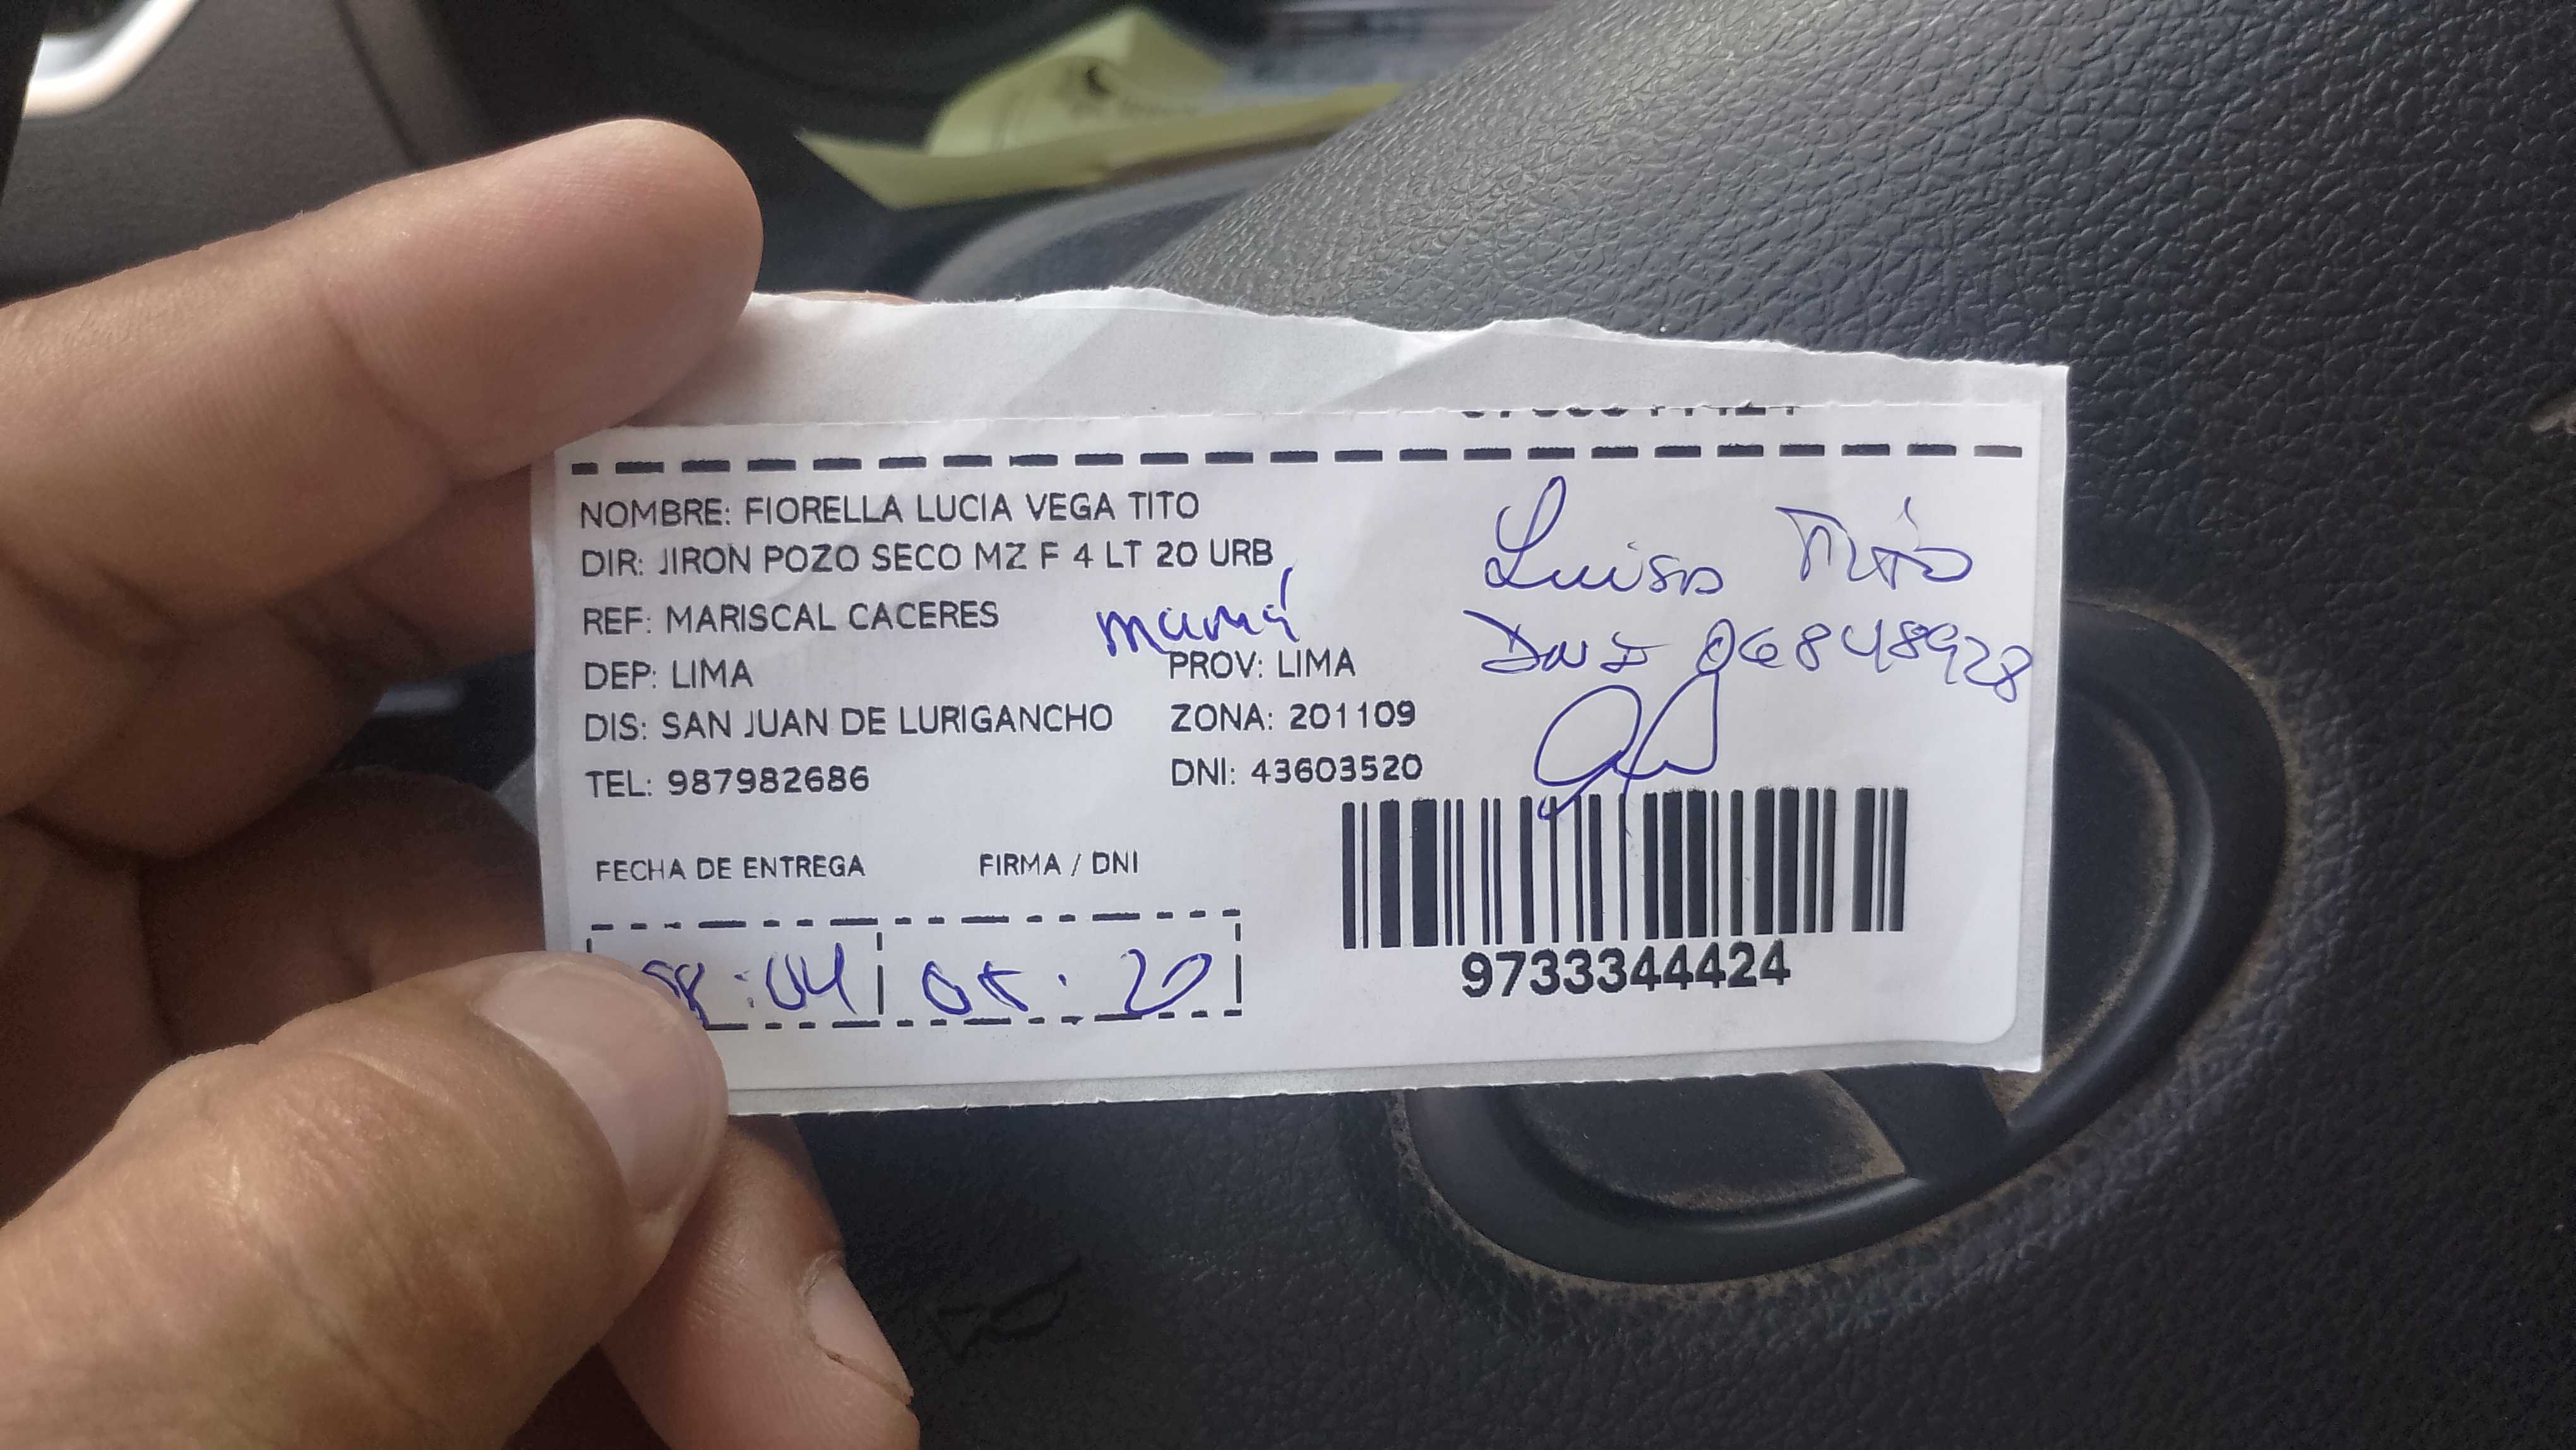 NOMBRE: FIORELLA LUCIA VEGA TITO
DIR: JIRON POZO SECO MZ F 4 LT 20 URB
REF: MARISCAL CACERES
mamá
DEP: LIMA PROV: LIMA
DIS: SAN JUAN DE LURIGANCHO ZONA: 201109
TEL: 987982686 DNI: 43603520
Luisa Tito
DNI 06848928
FECHA DE ENTREGA FIRMA / DNI
:04 05 · 20
9733344424